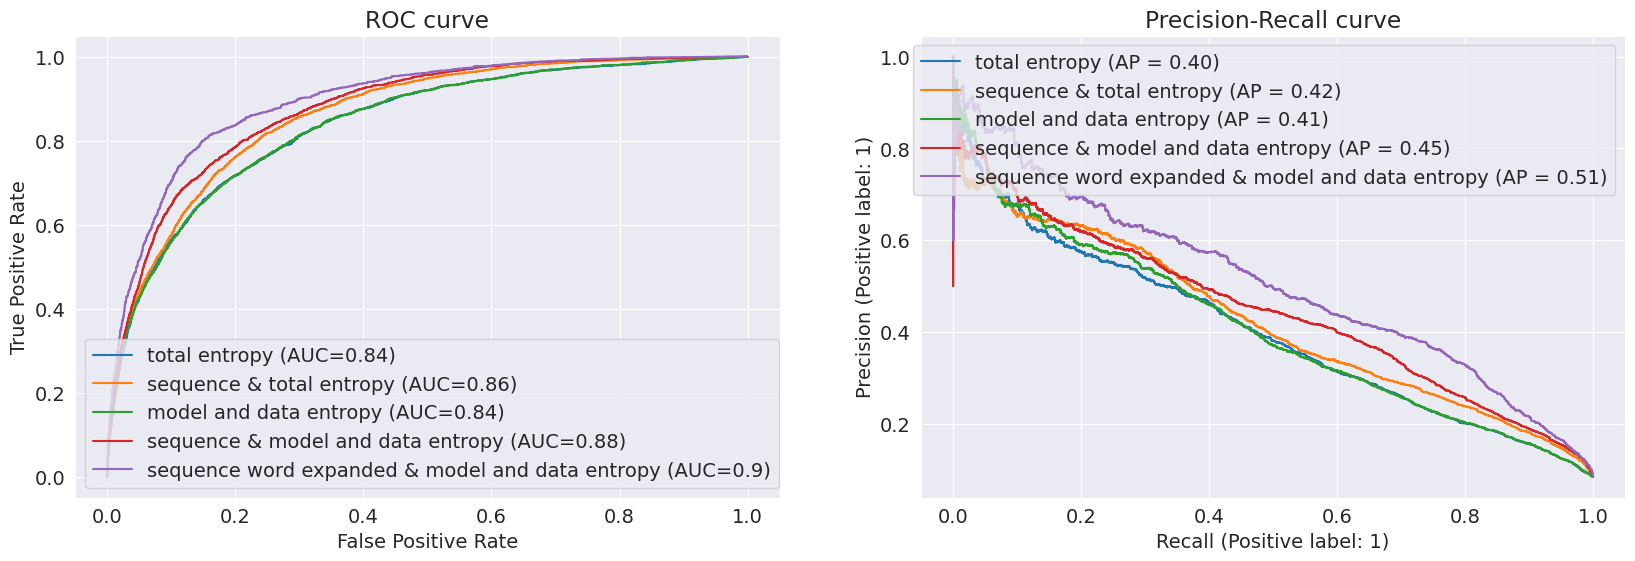 ROC curve
1.0
0.8
0.6
0.4
0.2
0.0
True Positive Rate
total entropy (AUC=0.84)
sequence & total entropy (AUC=0.86)
model and data entropy (AUC=0.84)
sequence & model and data entropy (AUC=0.88)
sequence word expanded & model and data entropy (AUC=0.9)
0.0 0.2 0.4 0.6 0.8 1.0
False Positive Rate
Precision-Recall curve
1.0
0.8
0.6
0.4
0.2
Precision (Positive label: 1)
total entropy (AP = 0.40)
sequence & total entropy (AP = 0.42)
model and data entropy (AP = 0.41)
sequence & model and data entropy (AP = 0.45)
sequence word expanded & model and data entropy (AP = 0.51)
0.0 0.2 0.4 0.6 0.8 1.0
Recall (Positive label: 1)